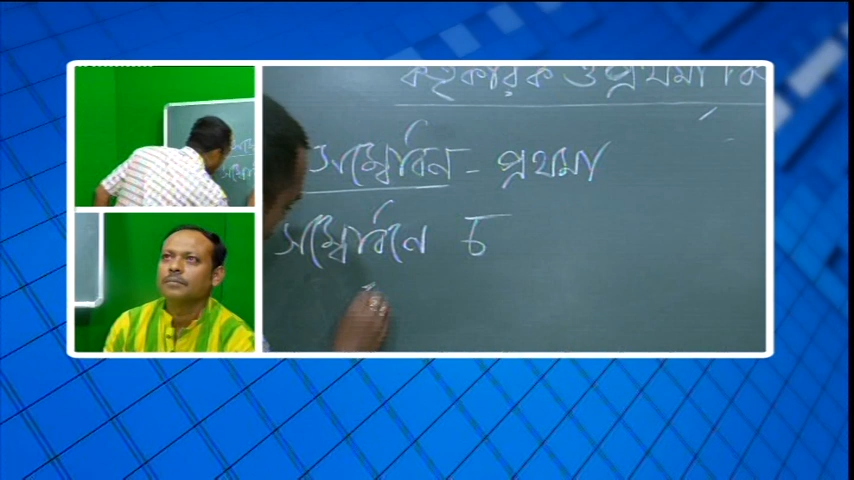 কর্তৃকারক ও প্রথমা বি
সম্বোধন - প্রথমা
সম্বোধনে চ